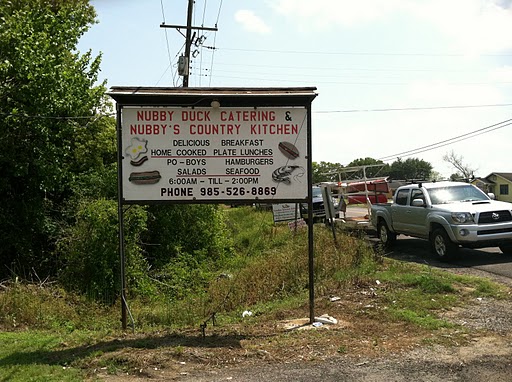 NUBBY DUCK CATERING &
NUBBY'S COUNTRY KITCHEN
DELICIOUS BREAKFAST
HOME COOKED PLATE LUNCHES
PO-BOYS HAMBURGERS
SALADS SEAFOOD
6:00AM - TILL - 2:00PM
PHONE 985-526-8869